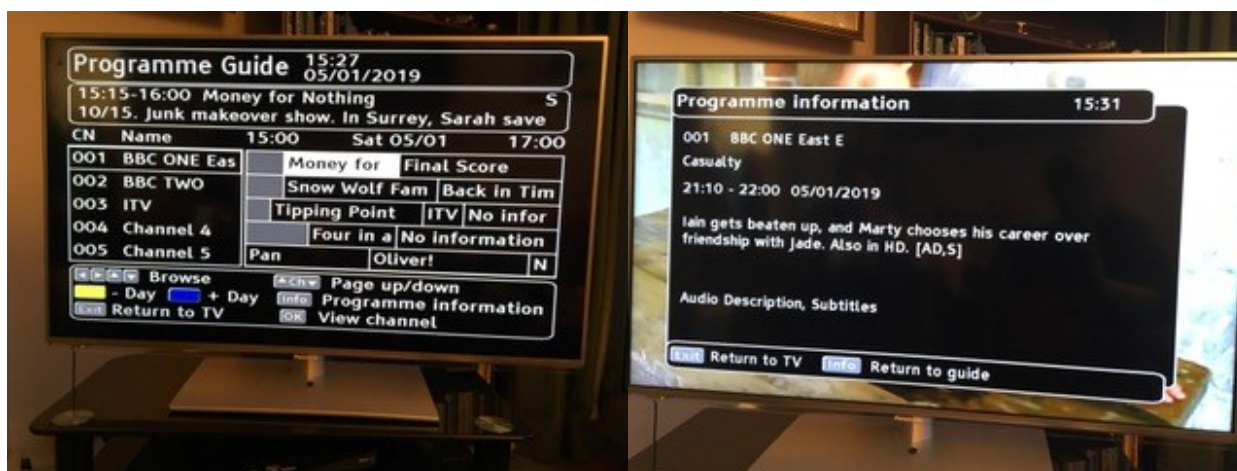 Programme Guide 15:27
05/01/2019
15:15-16:00 Money for Nothing S
10/15. Junk makeover show. In Surrey, Sarah save
CN Name 15:00 Sat 05/01 17:00
001 BBC ONE Eas Money for Final Score
002 BBC TWO Snow Wolf Fam Back in Tim
003 ITV Tipping Point ITV No infor
004 Channel 4 Four in a No information
005 Channel 5 Pan Oliver! N
Browse Ch Page up/down
- Day + Day Info Programme information
Exit Return to TV OK View channel
Panasonic
Programme information 15:31
001 BBC ONE East E
Casualty
21:10 - 22:00 05/01/2019
Iain gets beaten up, and Marty chooses his career over
friendship with Jade. Also in HD. [AD,S]
Audio Description, Subtitles
Exit Return to TV Info Return to guide
Panasonic